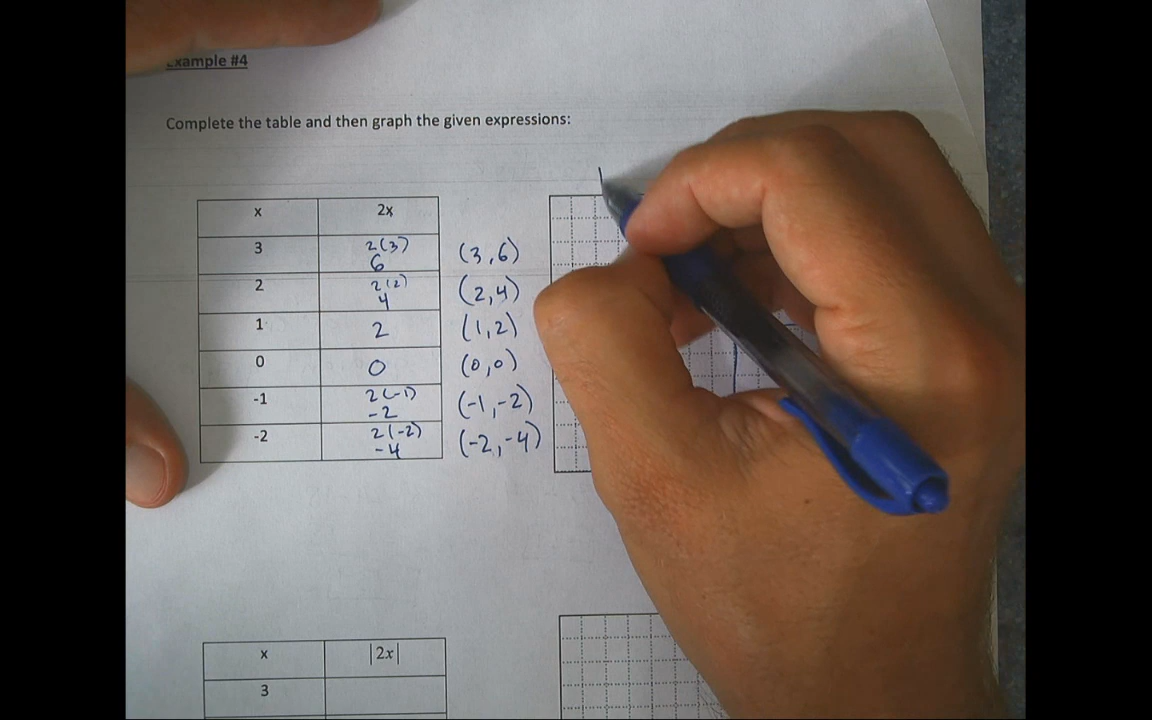 Example #4
Complete the table and then graph the given expressions:
x 2x
3 2(3) 6 (3,6)
2 2(2) 4 (2,4)
1 2 (1,2)
0 0 (0,0)
-1 2(-1) -2 (-1,-2)
-2 2(-2) -4 (-2,-4)
x |2x|
3